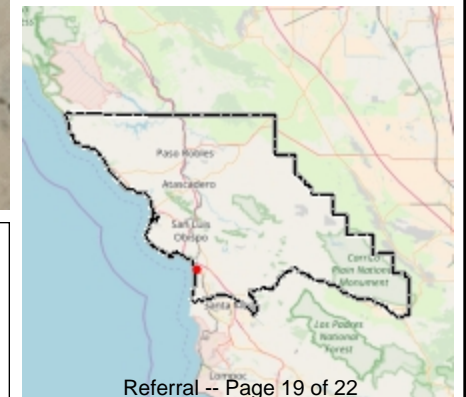 Paso Robles
Atascadero
San Luis
Obispo
Carrizo
Plain National
Monument
Santa
Los Padres
National
Forest
Lompoc
Referral -- Page 19 of 22